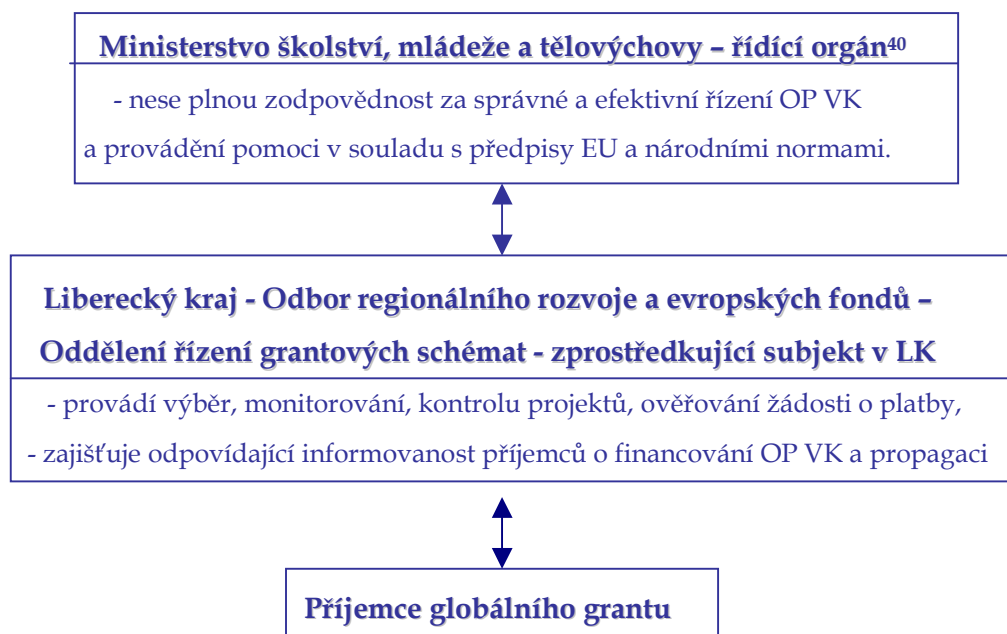 Ministerstvo školství, mládeže a tělovýchovy – řídící orgán⁴⁰
- nese plnou zodpovědnost za správné a efektivní řízení OP VK
a provádění pomoci v souladu s předpisy EU a národními normami.
Liberecký kraj - Odbor regionálního rozvoje a evropských fondů –
Oddělení řízení grantových schémat - zprostředkující subjekt v LK
- provádí výběr, monitorování, kontrolu projektů, ověřování žádosti o platby,
- zajišťuje odpovídající informovanost příjemců o financování OP VK a propagaci
Příjemce globálního grantu